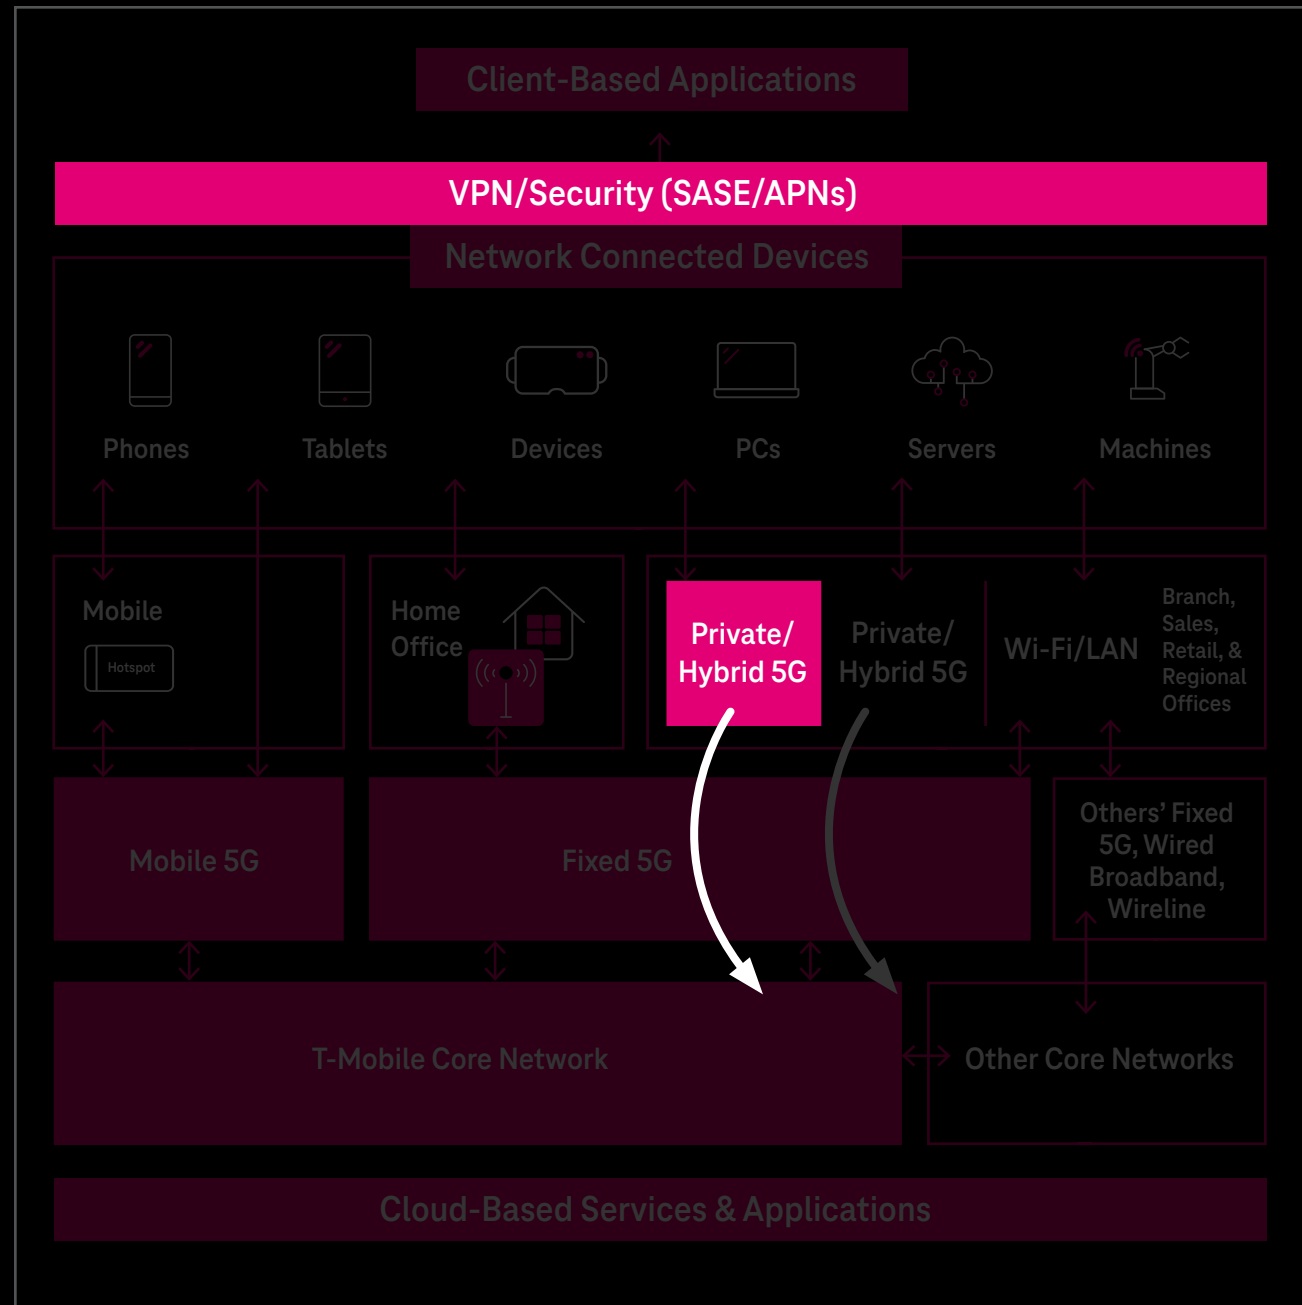 Client-Based Applications
VPN/Security (SASE/APNs)
Network Connected Devices
Phones
Tablets
Devices
PCs
Servers
Machines
Mobile
Hotspot
Home
Office
Private/
Hybrid 5G
Private/
Hybrid 5G
Wi-Fi/LAN
Branch,
Sales,
Retail, &
Regional
Offices
Mobile 5G
Fixed 5G
Others’ Fixed
5G, Wired
Broadband,
Wireline
T-Mobile Core Network
Other Core Networks
Cloud-Based Services & Applications